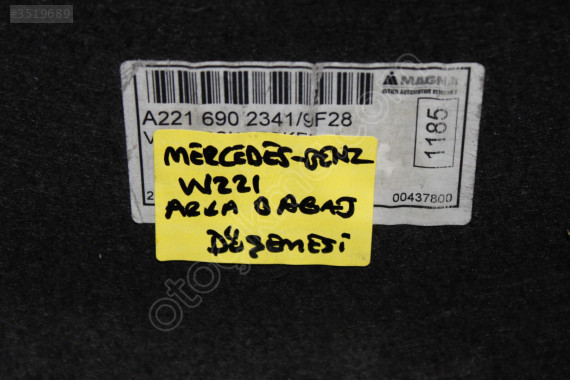 #3519689
MAGNA
A221 690 2341/9F28
1185
00437800
MERCEDES-BENZ
W221
ARKA BAGAJ
DÖŞEMESİ